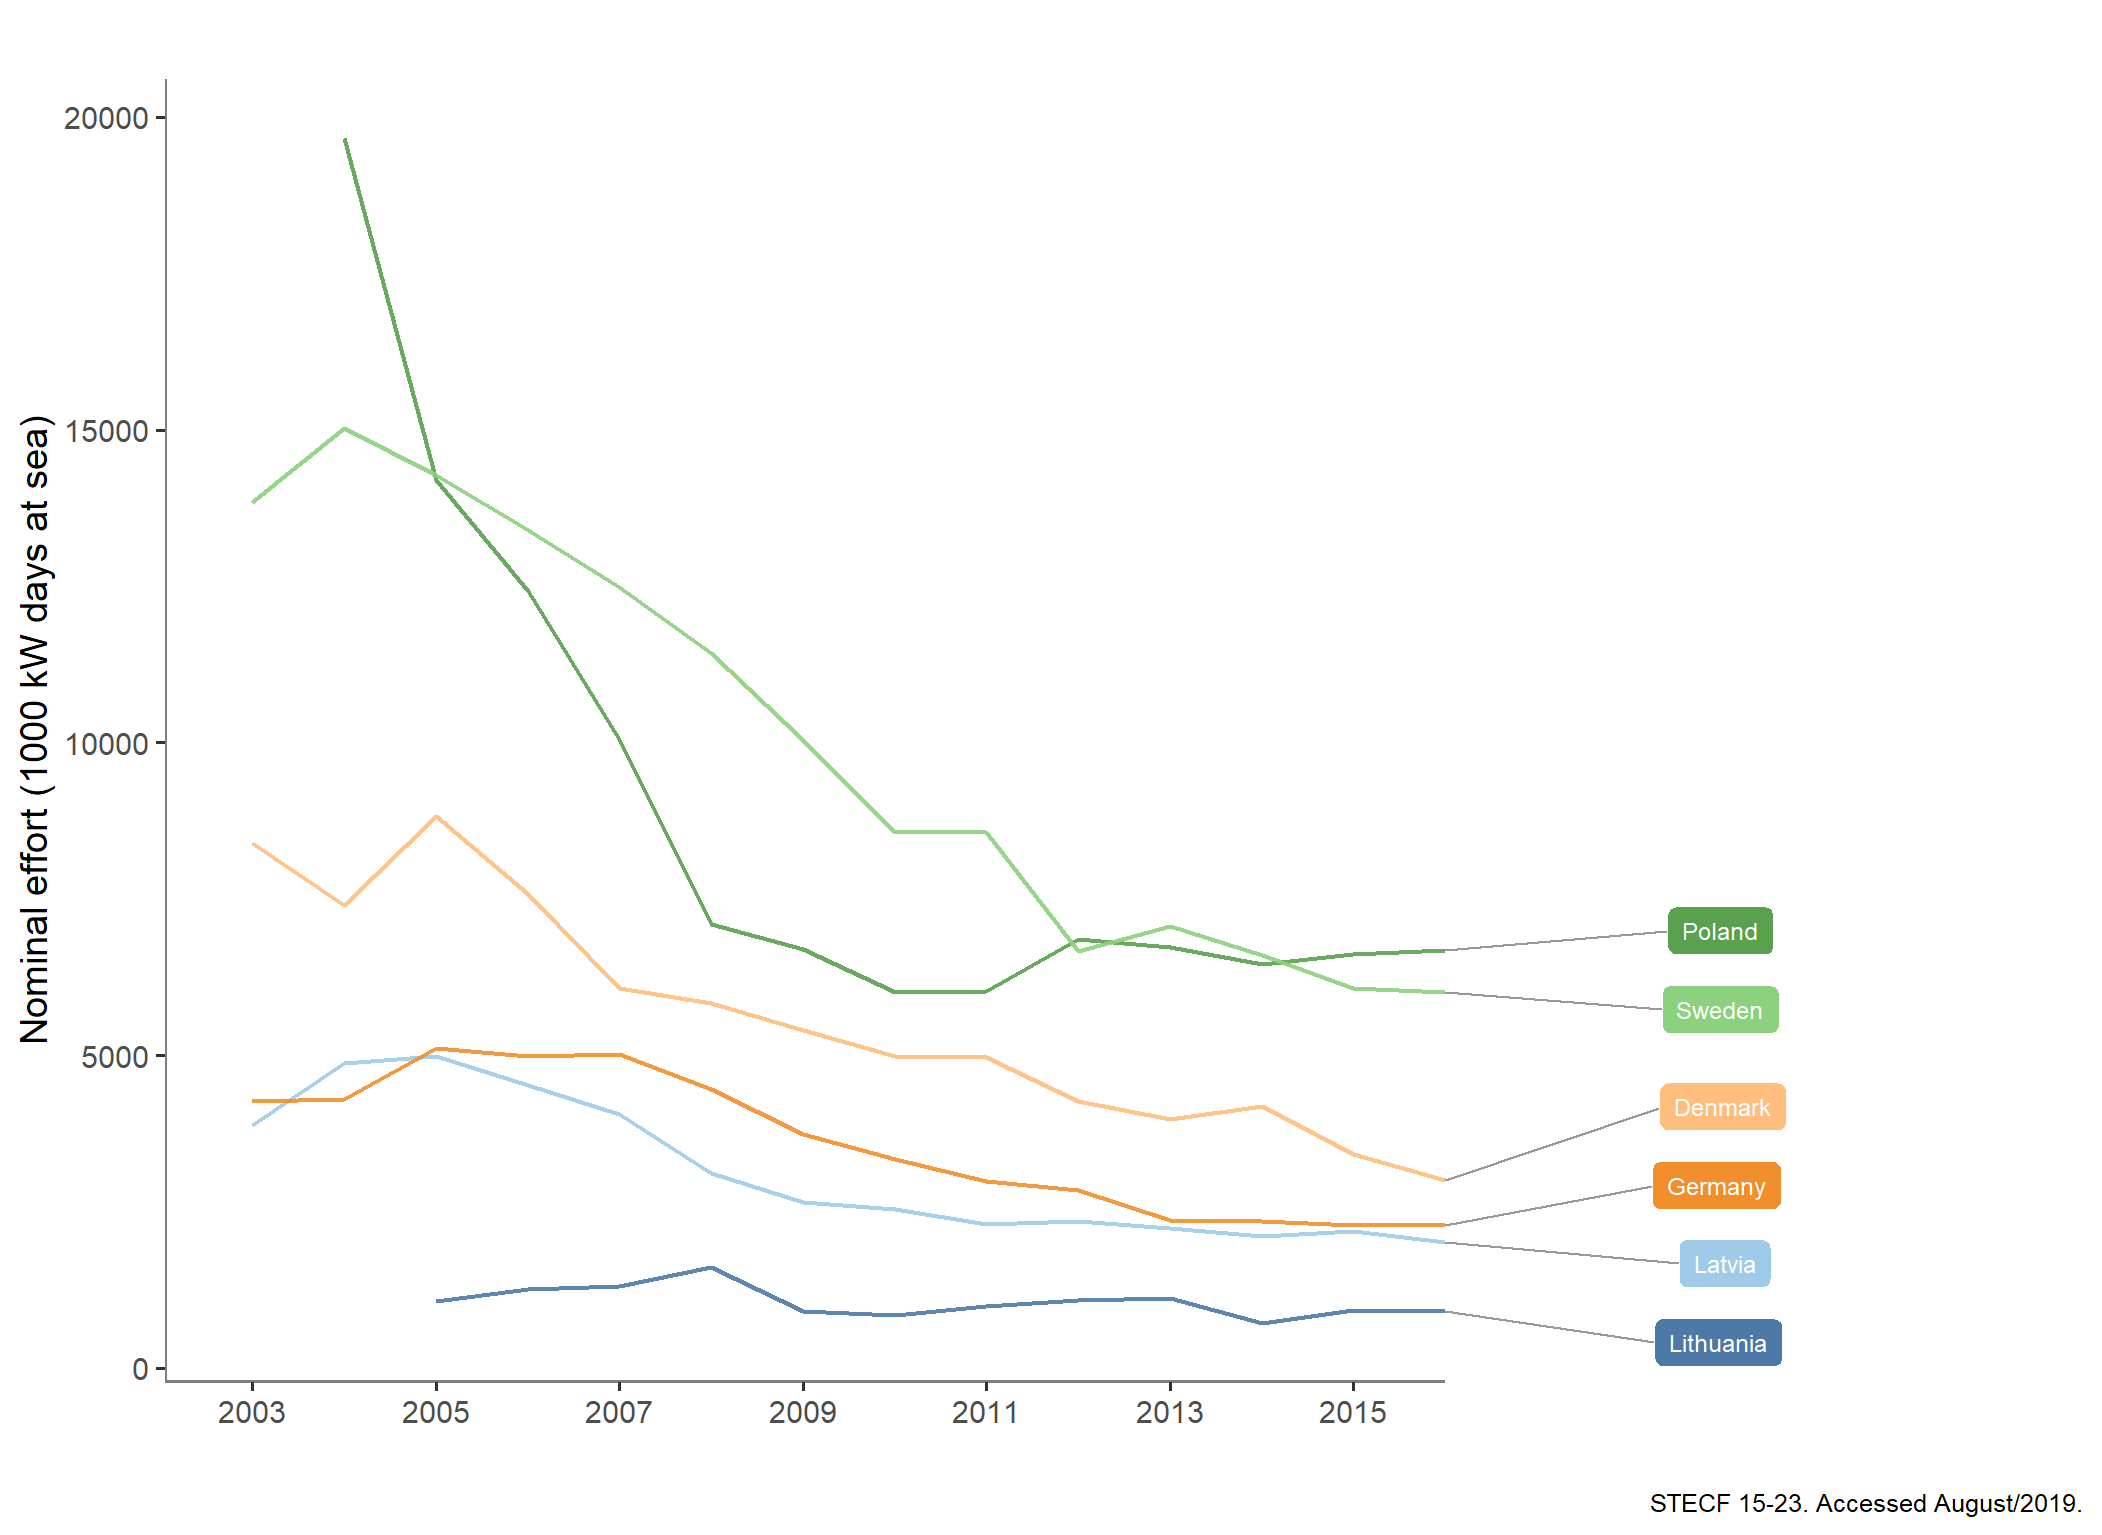 Nominal effort (1000 kW days at sea)
20000
15000
10000
5000
0
2003 2005 2007 2009 2011 2013 2015
Poland
Sweden
Denmark
Germany
Latvia
Lithuania
STECF 15-23. Accessed August/2019.